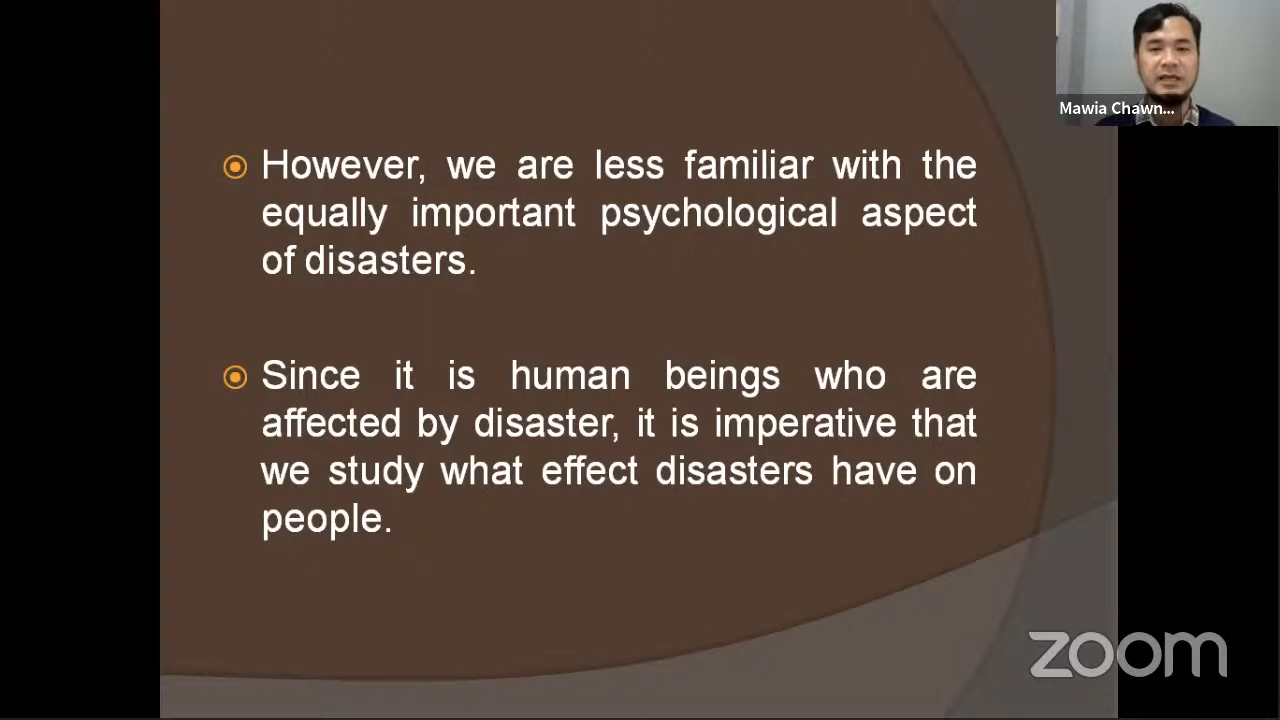 Mawia Chawn...
However, we are less familiar with the
equally important psychological aspect
of disasters.
Since it is human beings who are
affected by disaster, it is imperative that
we study what effect disasters have on
people.
zoom